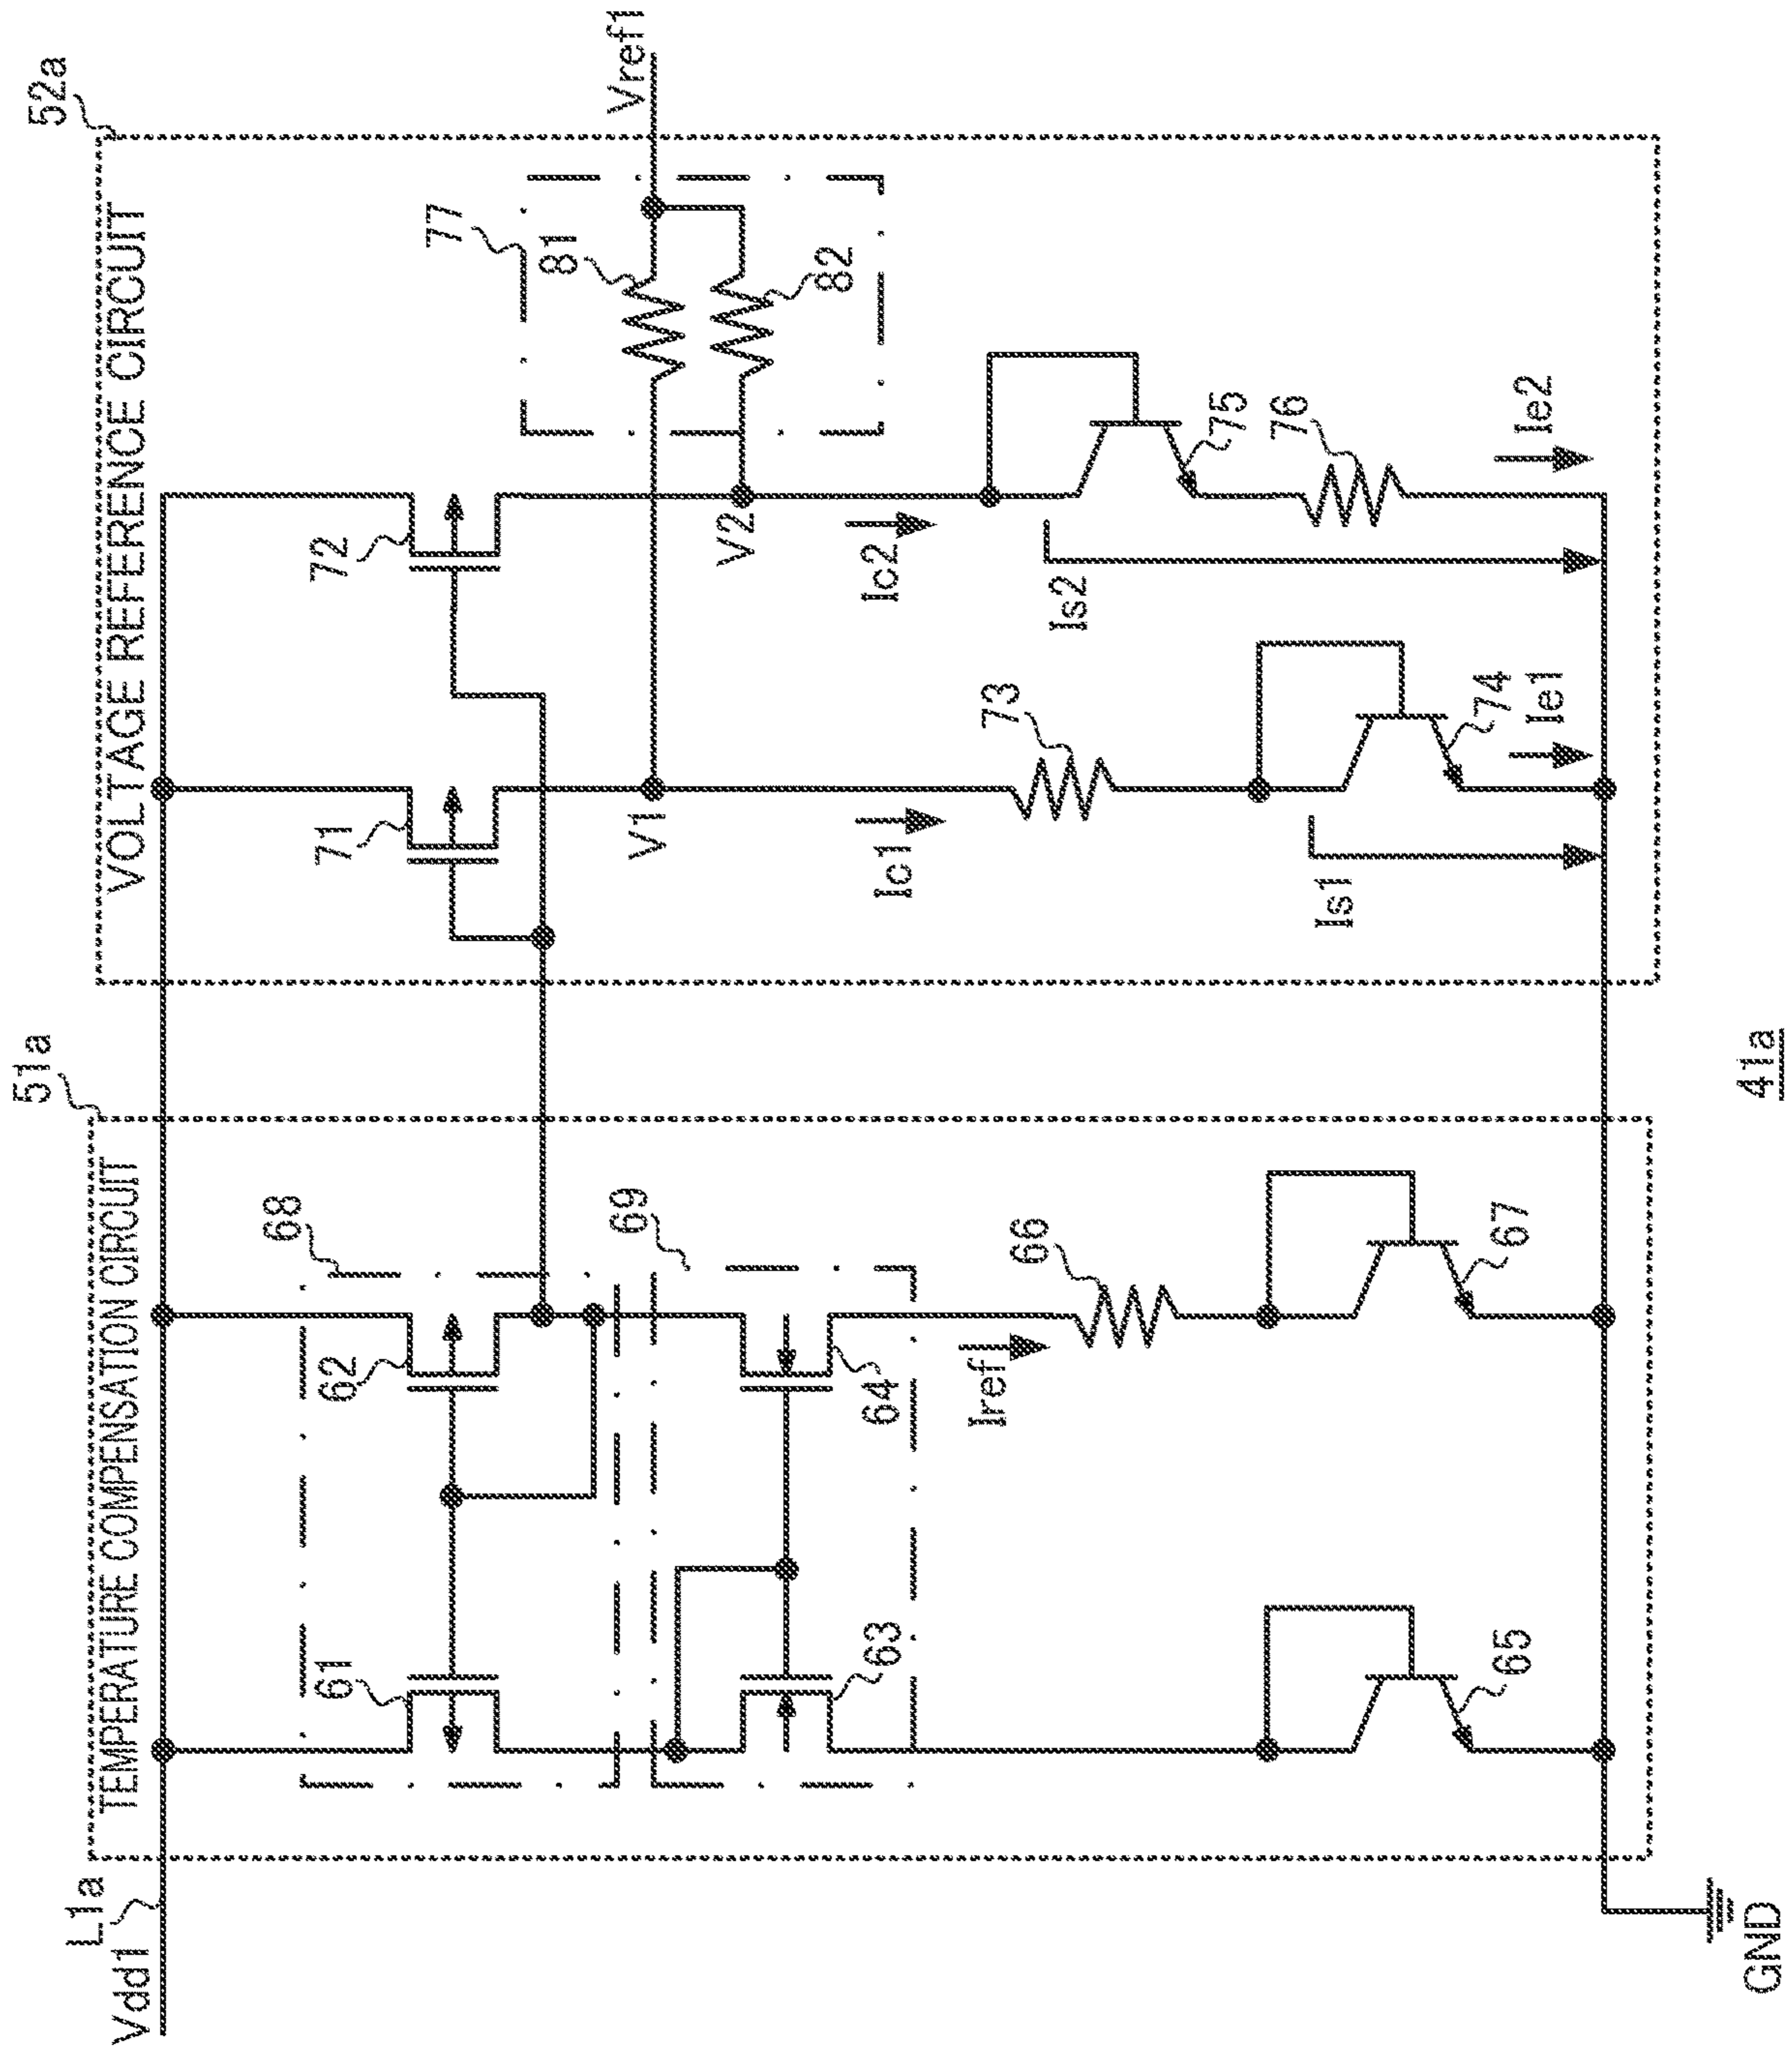 41a
51a
52a
TEMPERATURE COMPENSATION CIRCUIT
VOLTAGE REFERENCE CIRCUIT
L1a
Vdd1
68
61
62
71
72
77
81
82
Vref1
69
63
64
V1
V2
Iref
66
Ic1
Ic2
73
Is2
75
76
Ie2
65
67
Is1
74
Ie1
GND